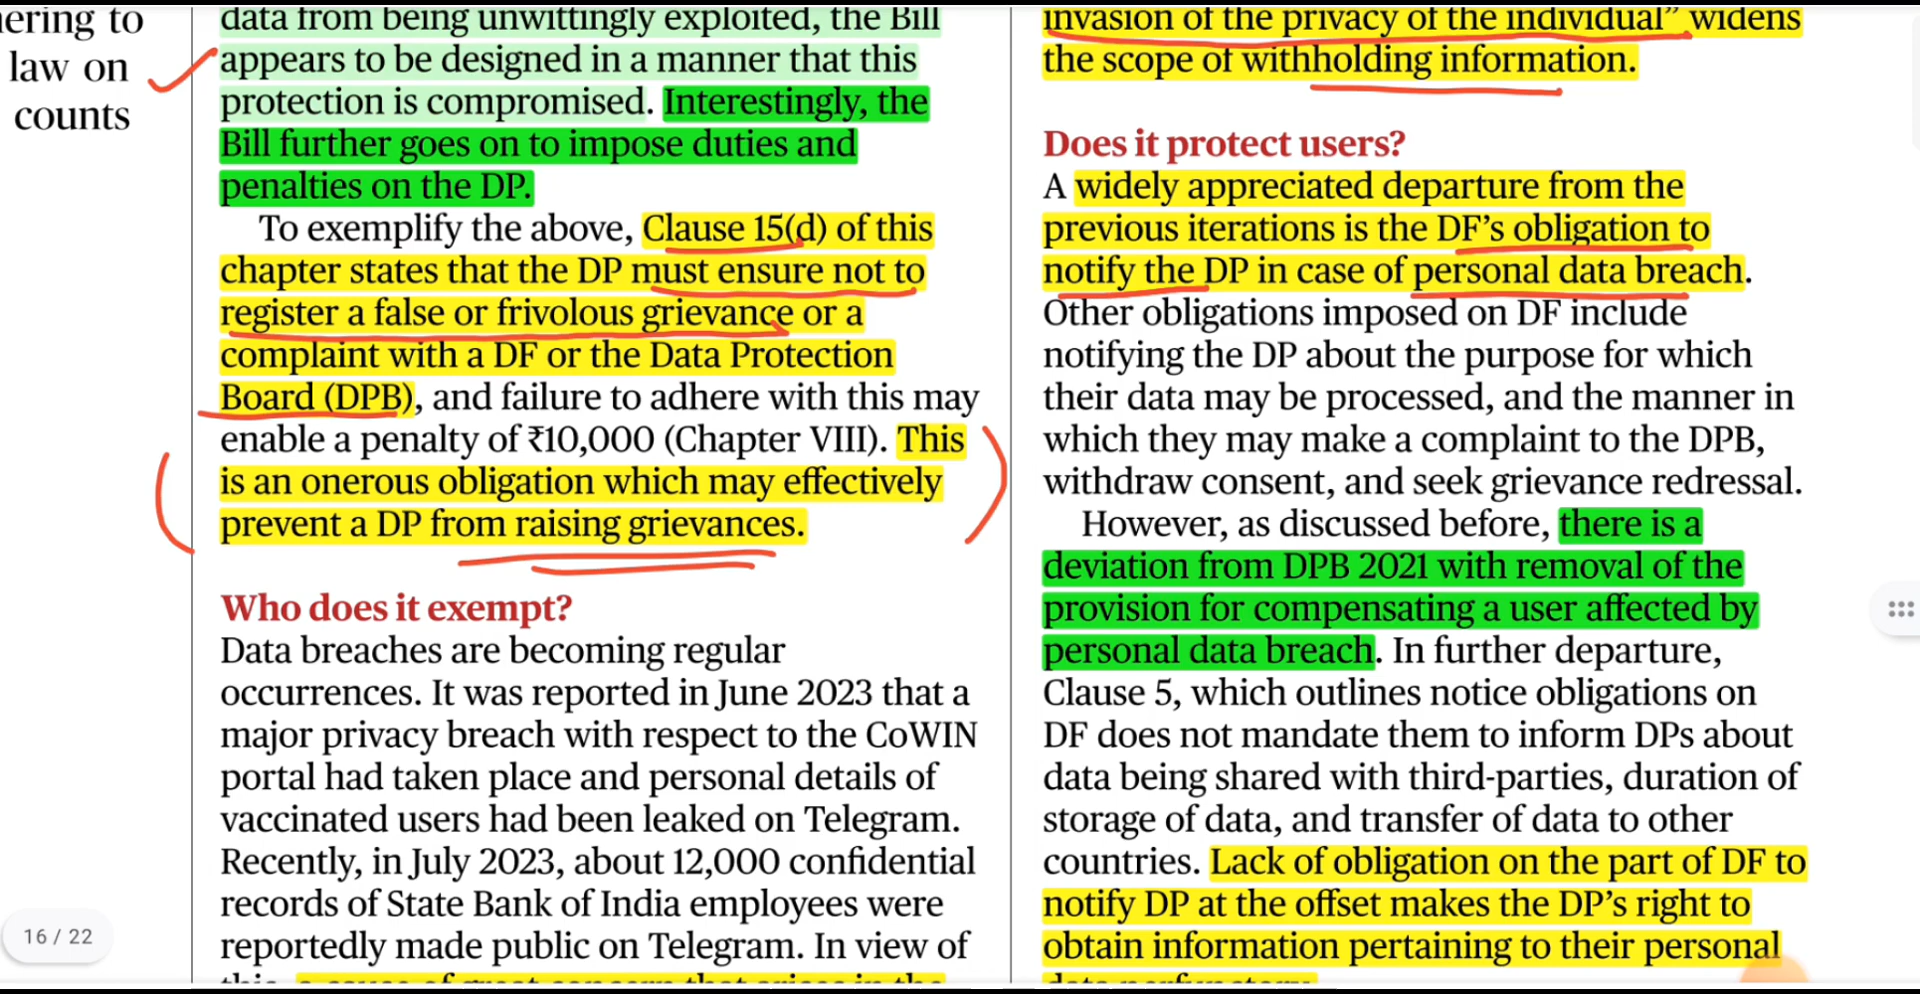 ering to
law on
counts
data from being unwittingly exploited, the Bill
appears to be designed in a manner that this
protection is compromised. Interestingly, the
Bill further goes on to impose duties and
penalties on the DP.
To exemplify the above, Clause 15(d) of this
chapter states that the DP must ensure not to
register a false or frivolous grievance or a
complaint with a DF or the Data Protection
Board (DPB), and failure to adhere with this may
enable a penalty of ₹10,000 (Chapter VIII). This
is an onerous obligation which may effectively
prevent a DP from raising grievances.
Who does it exempt?
Data breaches are becoming regular
occurrences. It was reported in June 2023 that a
major privacy breach with respect to the CoWIN
portal had taken place and personal details of
vaccinated users had been leaked on Telegram.
Recently, in July 2023, about 12,000 confidential
records of State Bank of India employees were
reportedly made public on Telegram. In view of
this, a cause of great concern that arises in the
invasion of the privacy of the individual” widens
the scope of withholding information.
Does it protect users?
A widely appreciated departure from the
previous iterations is the DF’s obligation to
notify the DP in case of personal data breach.
Other obligations imposed on DF include
notifying the DP about the purpose for which
their data may be processed, and the manner in
which they may make a complaint to the DPB,
withdraw consent, and seek grievance redressal.
However, as discussed before, there is a
deviation from DPB 2021 with removal of the
provision for compensating a user affected by
personal data breach. In further departure,
Clause 5, which outlines notice obligations on
DF does not mandate them to inform DPs about
data being shared with third-parties, duration of
storage of data, and transfer of data to other
countries. Lack of obligation on the part of DF to
notify DP at the offset makes the DP’s right to
obtain information pertaining to their personal
data perfunctory.
16 / 22